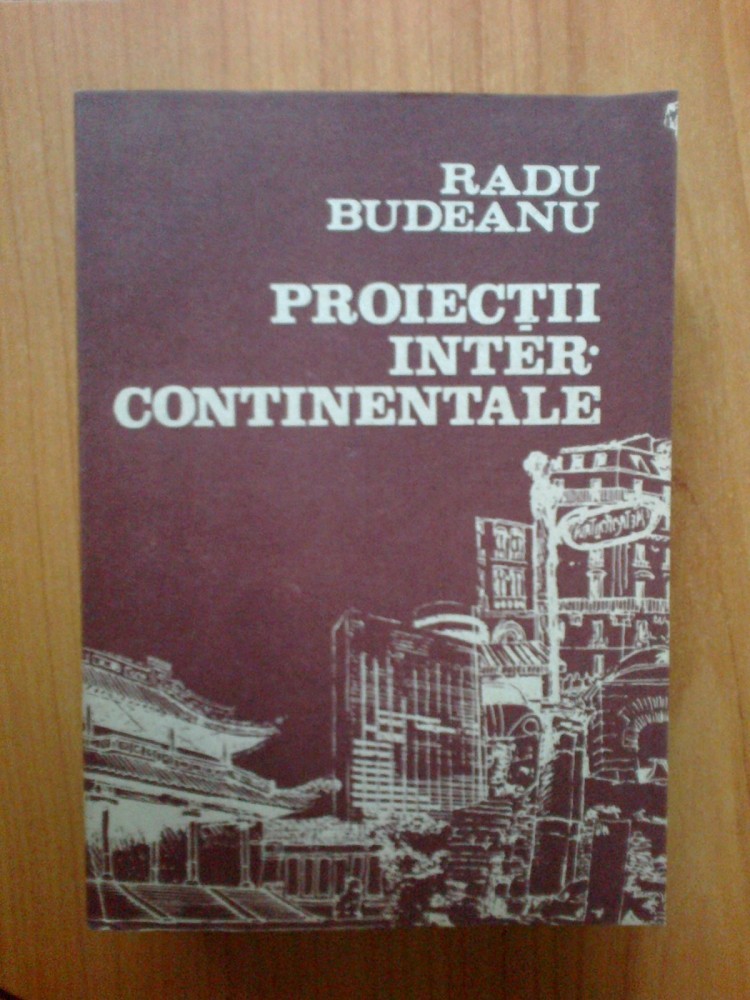 RADU
BUDEANU
PROIECȚII
INTER-
CONTINENTALE